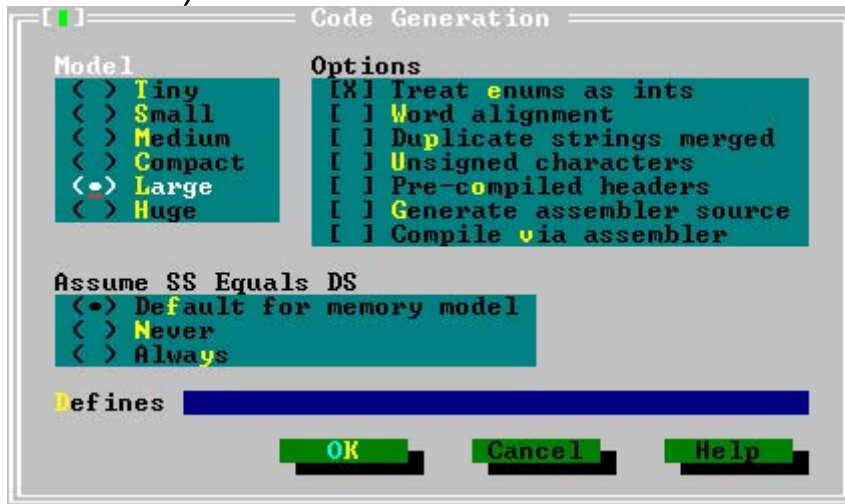 [▮] Code Generation
Model
( ) Tiny
( ) Small
( ) Medium
( ) Compact
(•) Large
( ) Huge
Options
[X] Treat enums as ints
[ ] Word alignment
[ ] Duplicate strings merged
[ ] Unsigned characters
[ ] Pre-compiled headers
[ ] Generate assembler source
[ ] Compile via assembler
Assume SS Equals DS
(•) Default for memory model
( ) Never
( ) Always
Defines
OK Cancel Help